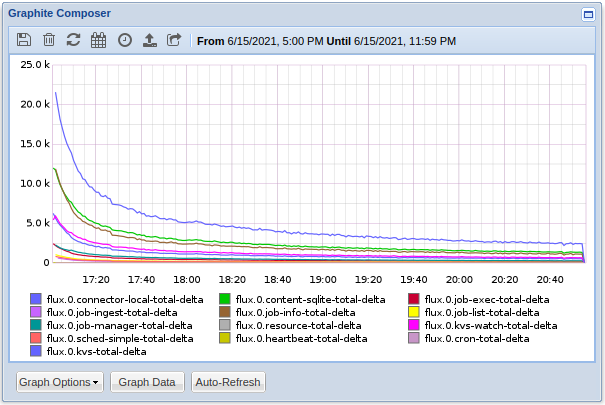 Graphite Composer
From 6/15/2021, 5:00 PM Until 6/15/2021, 11:59 PM
25.0 k
20.0 k
15.0 k
10.0 k
5.0 k
0
17:20 17:40 18:00 18:20 18:40 19:00 19:20 19:40 20:00 20:20 20:40
flux.0.connector-local-total-delta flux.0.content-sqlite-total-delta flux.0.job-exec-total-delta
flux.0.job-ingest-total-delta flux.0.job-info-total-delta flux.0.job-list-total-delta
flux.0.job-manager-total-delta flux.0.resource-total-delta flux.0.kvs-watch-total-delta
flux.0.sched-simple-total-delta flux.0.heartbeat-total-delta flux.0.cron-total-delta
flux.0.kvs-total-delta
Graph Options Graph Data Auto-Refresh